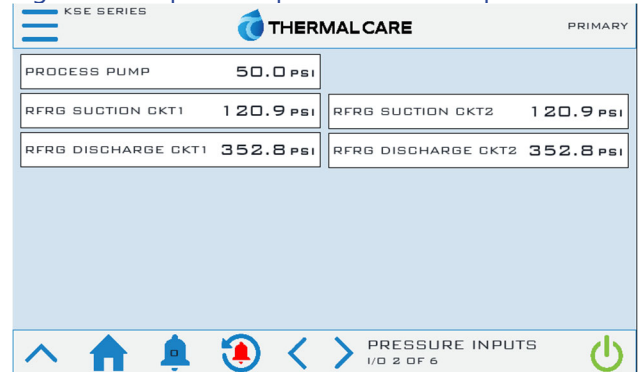 KSE SERIES
THERMALCARE
PRIMARY
PROCESS PUMP 50.0 PSI
RFRG SUCTION CKT1 120.9 PSI
RFRG SUCTION CKT2 120.9 PSI
RFRG DISCHARGE CKT1 352.8 PSI
RFRG DISCHARGE CKT2 352.8 PSI
0
PRESSURE INPUTS
I/O 2 OF 6